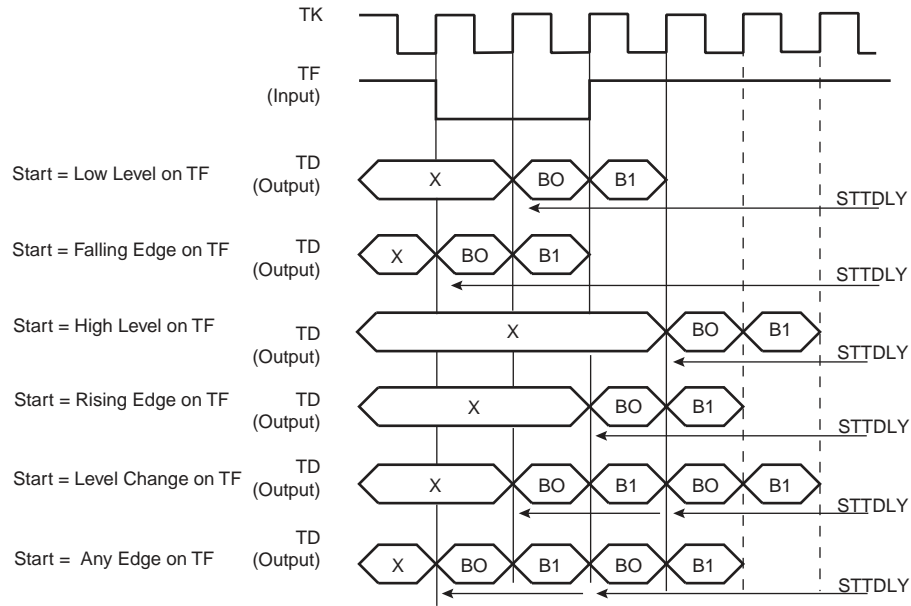 TK
TF
(Input)
Start = Low Level on TF
TD
(Output)
X
BO
B1
STTDLY
Start = Falling Edge on TF
TD
(Output)
X
BO
B1
STTDLY
Start = High Level on TF
TD
(Output)
X
BO
B1
STTDLY
Start = Rising Edge on TF
TD
(Output)
X
BO
B1
STTDLY
Start = Level Change on TF
TD
(Output)
X
BO
B1
BO
B1
STTDLY
Start = Any Edge on TF
TD
(Output)
X
BO
B1
BO
B1
STTDLY